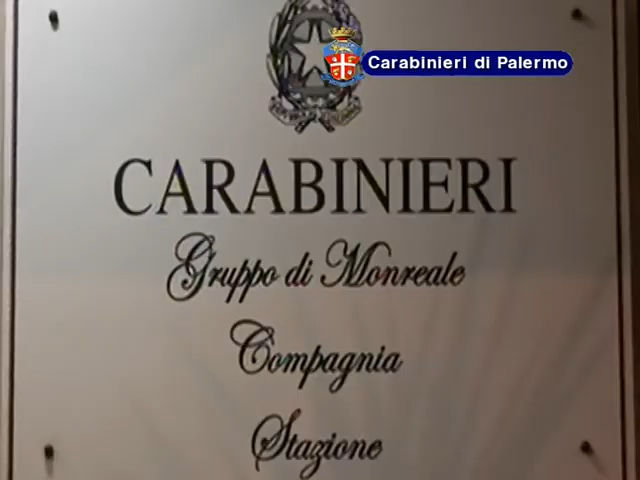 Carabinieri di Palermo
CARABINIERI
Gruppo di Monreale
Compagnia
Stazione